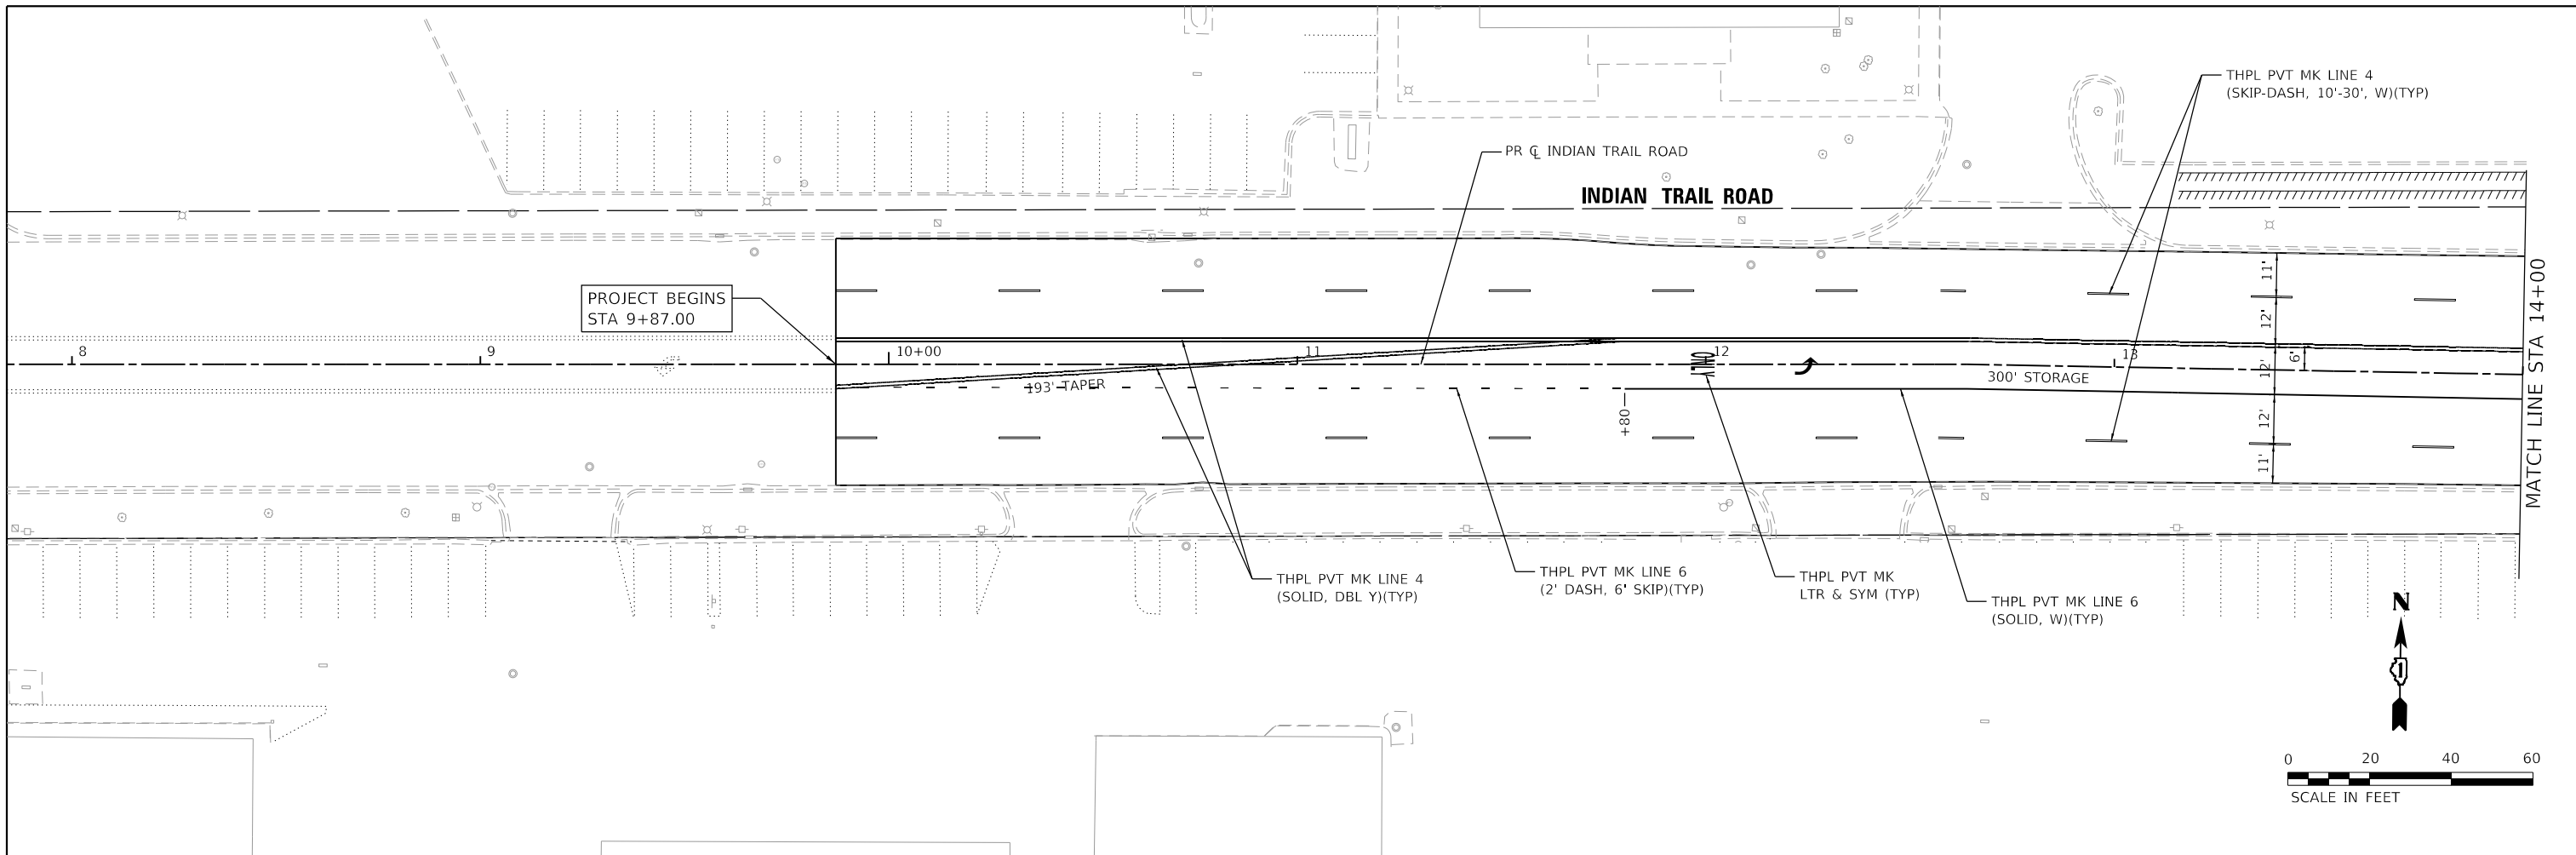 THPL PVT MK LINE 4
(SKIP-DASH, 10'-30', W)(TYP)
PR ℄ INDIAN TRAIL ROAD
INDIAN TRAIL ROAD
PROJECT BEGINS
STA 9+87.00
8
9
10+00
11
12
13
11'
12'
12'
6'
12'
11'
193' TAPER
ONLY
300' STORAGE
+80
MATCH LINE STA 14+00
THPL PVT MK LINE 4
(SOLID, DBL Y)(TYP)
THPL PVT MK LINE 6
(2' DASH, 6' SKIP)(TYP)
THPL PVT MK
LTR & SYM (TYP)
THPL PVT MK LINE 6
(SOLID, W)(TYP)
N
1
0 20 40 60
SCALE IN FEET